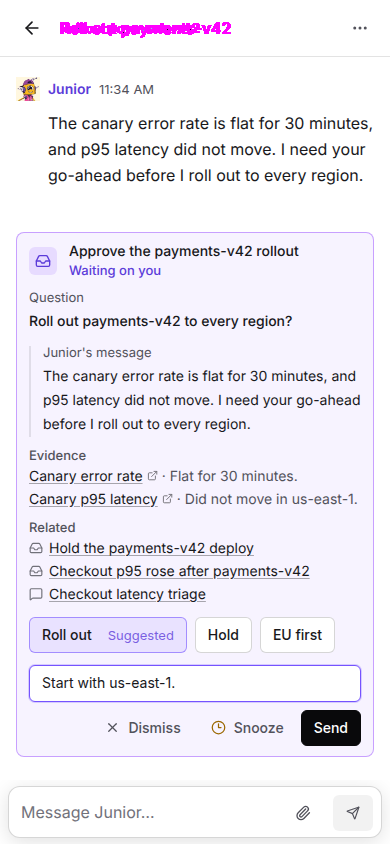 Junior 11:34 AM
The canary error rate is flat for 30 minutes,
and p95 latency did not move. I need your
go-ahead before I roll out to every region.
Approve the payments-v42 rollout
Waiting on you
Question
Roll out payments-v42 to every region?
Junior's message
The canary error rate is flat for 30 minutes, and
p95 latency did not move. I need your go-ahead
before I roll out to every region.
Evidence
Canary error rate · Flat for 30 minutes.
Canary p95 latency · Did not move in us-east-1.
Related
Hold the payments-v42 deploy
Checkout p95 rose after payments-v42
Checkout latency triage
Roll out Suggested Hold EU first
Start with us-east-1.
Dismiss Snooze Send
Message Junior...